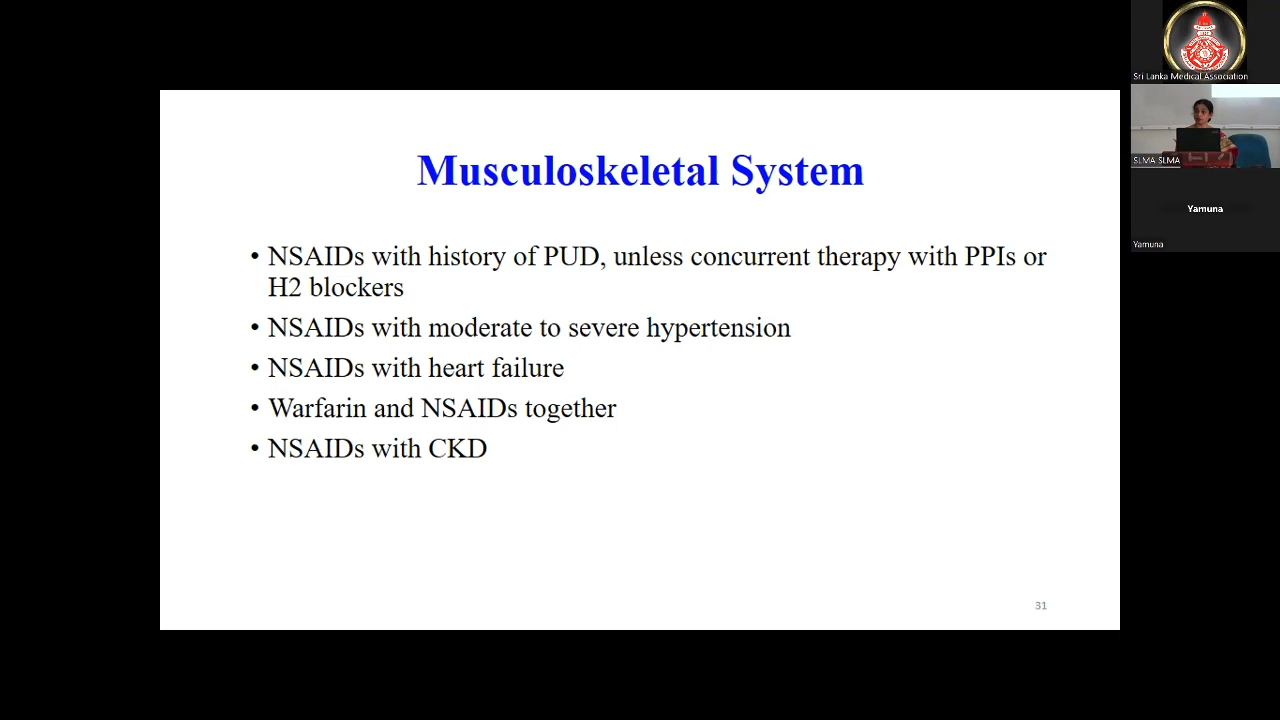 Musculoskeletal System
• NSAIDs with history of PUD, unless concurrent therapy with PPIs or
H2 blockers
• NSAIDs with moderate to severe hypertension
• NSAIDs with heart failure
• Warfarin and NSAIDs together
• NSAIDs with CKD
31
Sri Lanka Medical Association
SLMA SLMA
Yamuna
Yamuna